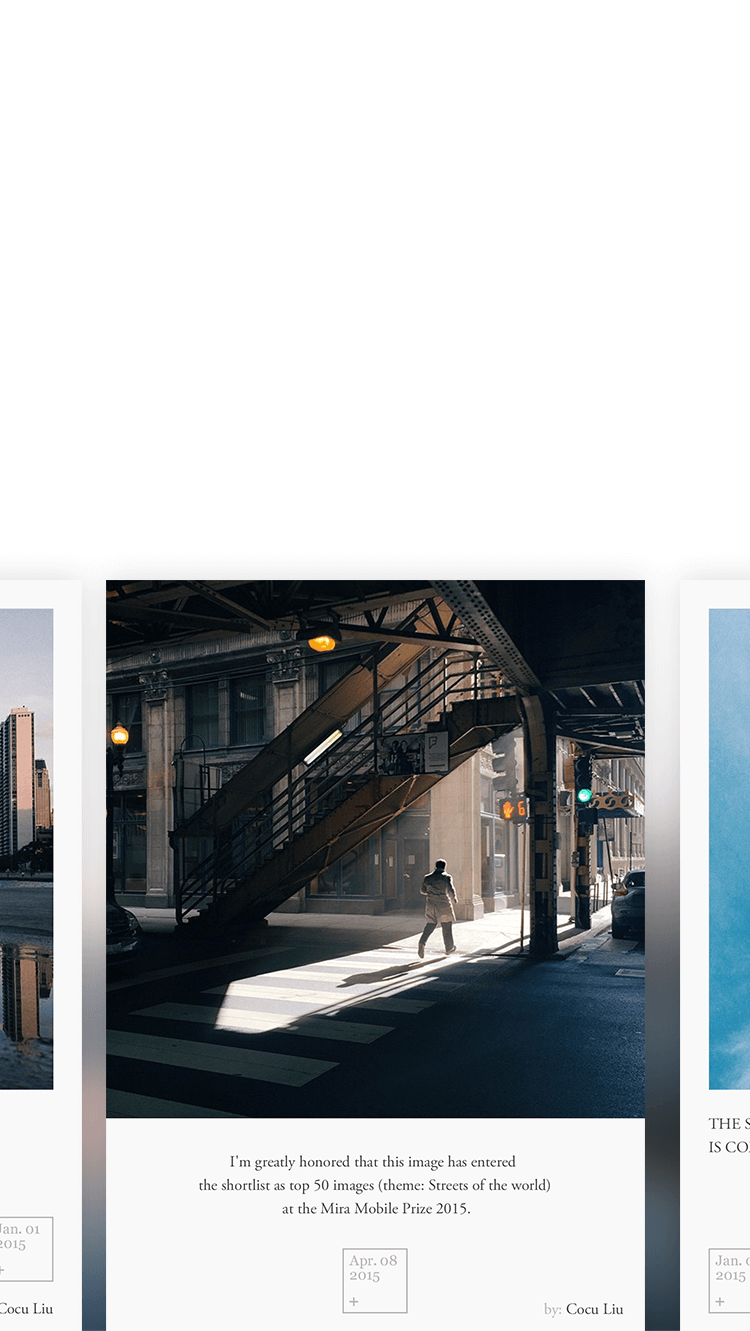 I'm greatly honored that this image has entered
the shortlist as top 50 images (theme: Streets of the world)
at the Mira Mobile Prize 2015.
Apr. 08
2015
+
by: Cocu Liu
Jan. 01
2015
+
Cocu Liu
THE
IS
Jan.
2015
+
6